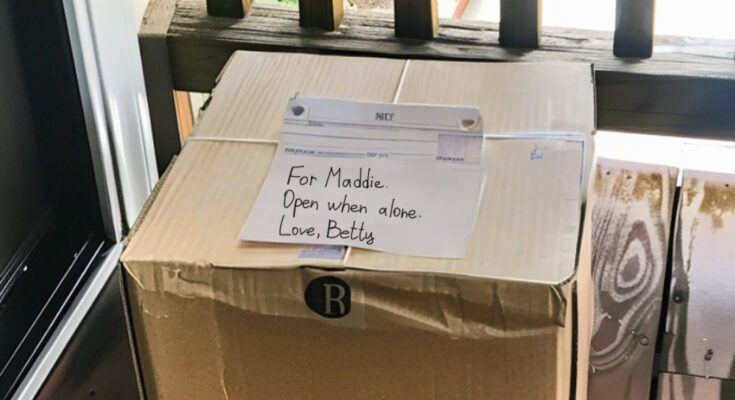 For Maddie.
Open when alone.
Love, Betty
R